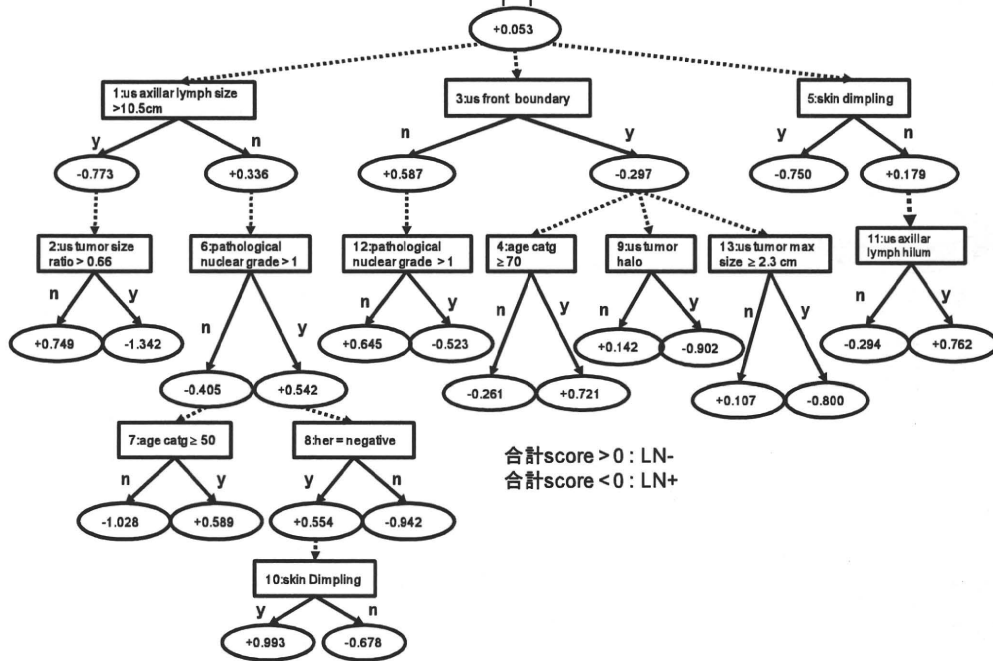 +0.053
1:us axillar lymph size
>10.5cm
3:us front boundary
5:skin dimpling
y
n
n
y
y
n
-0.773
+0.336
+0.587
-0.297
-0.750
+0.179
2:us tumor size
ratio > 0.66
6:pathological
nuclear grade > 1
12:pathological
nuclear grade > 1
4:age catg
≥ 70
9:us tumor
halo
13:us tumor max
size ≥ 2.3 cm
11:us axillar
lymph hilum
n
y
n
y
n
y
n
y
n
y
n
y
n
y
+0.749
-1.342
+0.645
-0.523
+0.142
-0.902
-0.294
+0.762
-0.405
+0.542
-0.261
+0.721
+0.107
-0.800
7:age catg ≥ 50
8:her = negative
合計score > 0 : LN-
合計score < 0 : LN+
n
y
y
n
-1.028
+0.589
+0.554
-0.942
10:skin Dimpling
y
n
+0.993
-0.678